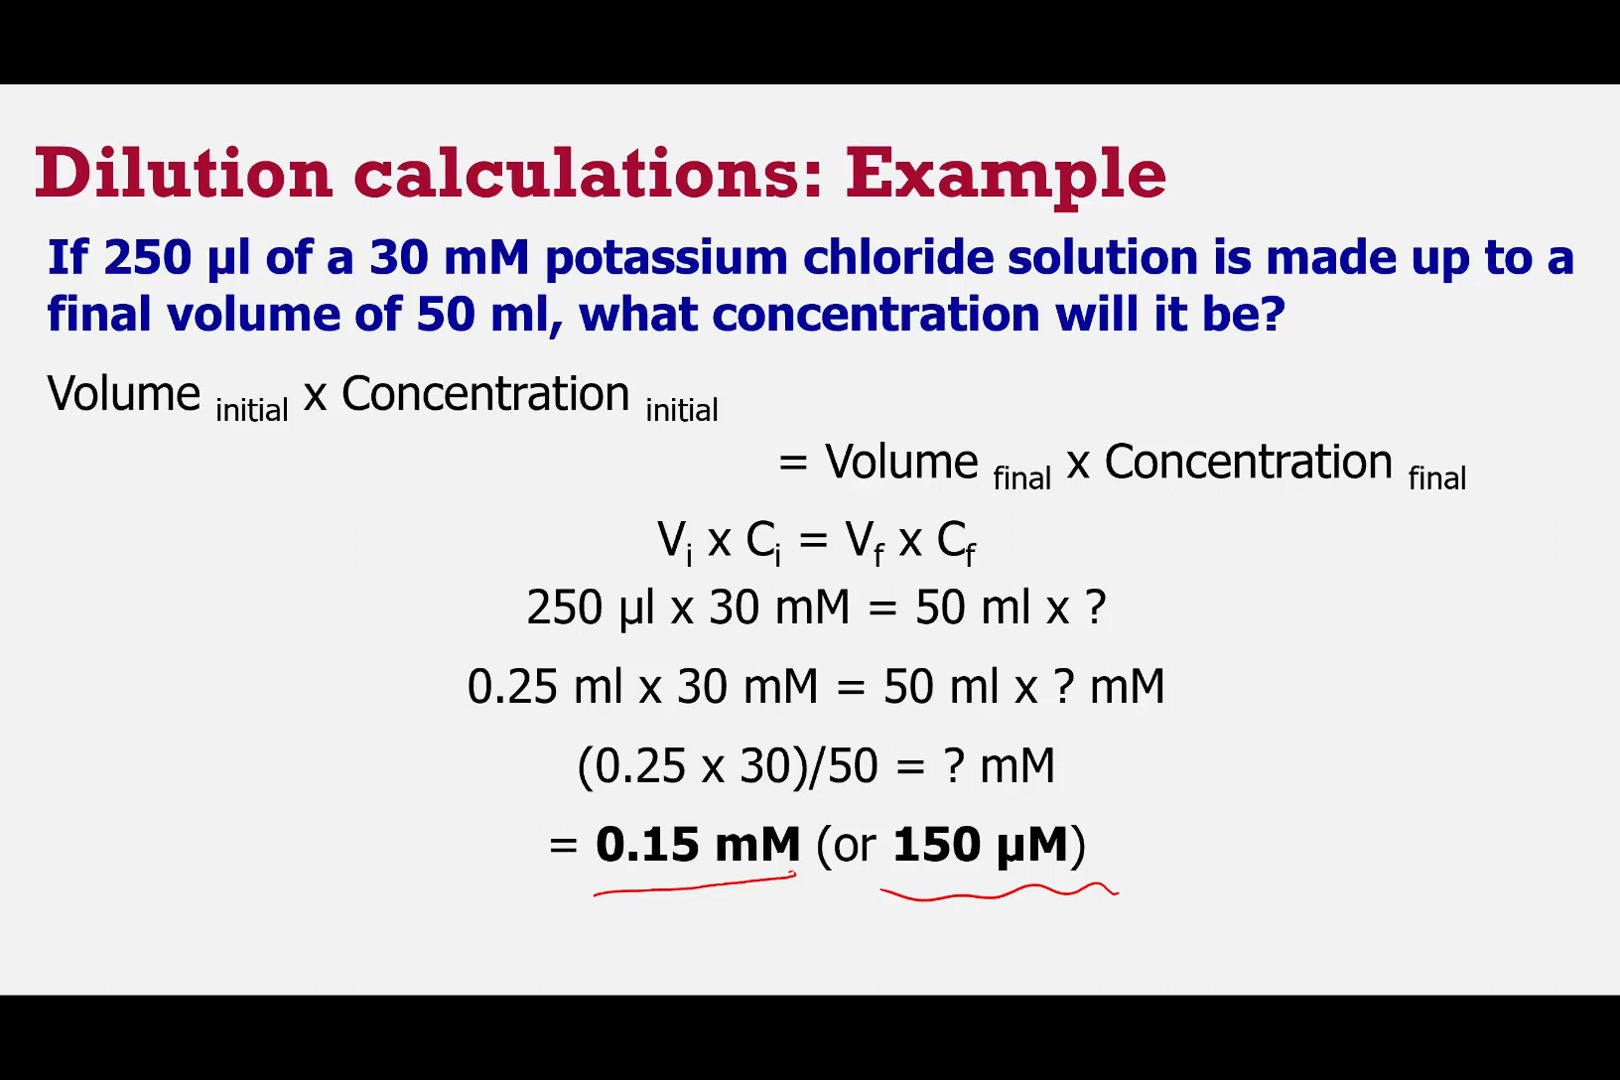 Dilution calculations: Example
If 250 µl of a 30 mM potassium chloride solution is made up to a
final volume of 50 ml, what concentration will it be?
Volume initial x Concentration initial
= Volume final x Concentration final
Vi x Ci = Vf x Cf
250 µl x 30 mM = 50 ml x ?
0.25 ml x 30 mM = 50 ml x ? mM
(0.25 x 30)/50 = ? mM
= 0.15 mM (or 150 µM)